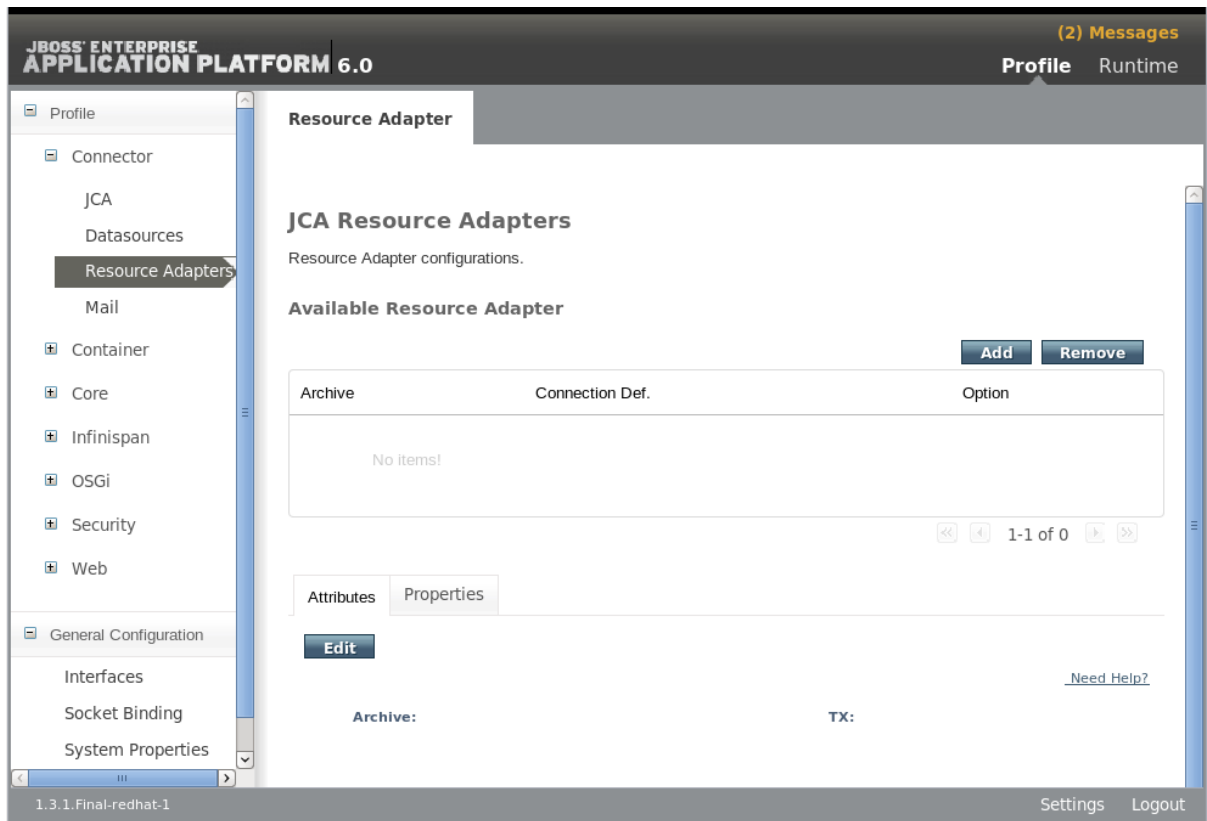 (2) Messages
JBOSS® ENTERPRISE
APPLICATION PLATFORM 6.0
Profile Runtime
Profile
Connector
JCA
Datasources
Resource Adapters
Mail
Container
Core
Infinispan
OSGi
Security
Web
General Configuration
Interfaces
Socket Binding
System Properties
Resource Adapter
JCA Resource Adapters
Resource Adapter configurations.
Available Resource Adapter
Add Remove
Archive Connection Def. Option
No items!
1-1 of 0
Attributes Properties
Edit
Need Help?
Archive: TX:
1.3.1.Final-redhat-1
Settings Logout